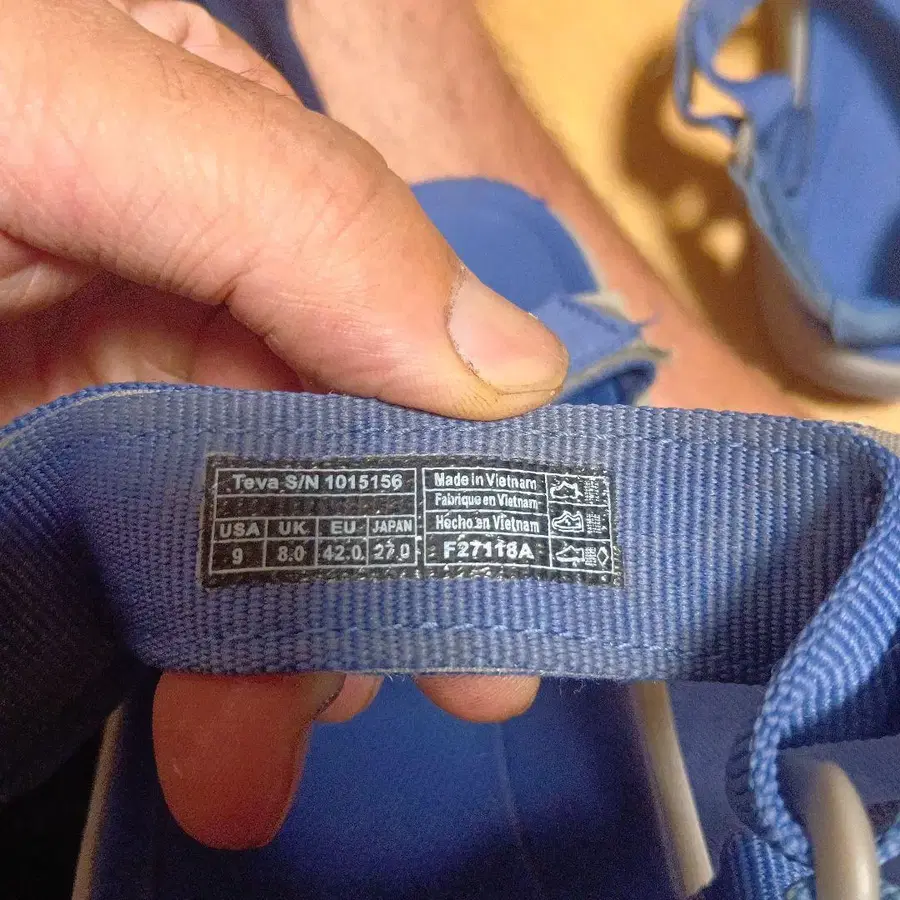 Teva S/N 1015156
USA UK EU JAPAN
9 8.0 42.0 27.0
Made in Vietnam
Fabriqué en Vietnam
Hecho en Vietnam
F27118A